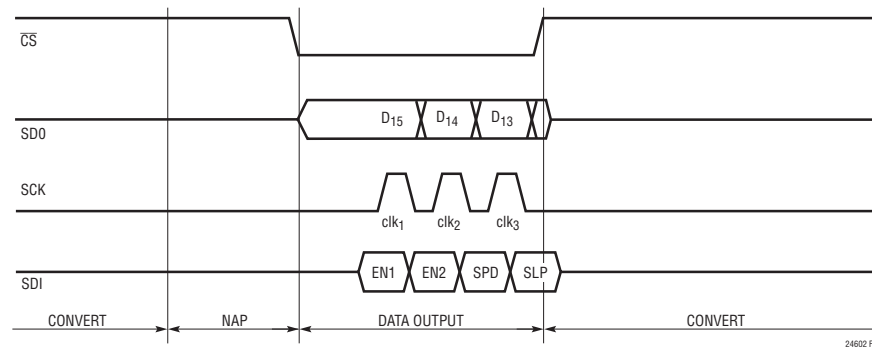 CS
D15 D14 D13
SD0
SCK
clk1 clk2 clk3
EN1 EN2 SPD SLP
SDI
CONVERT NAP DATA OUTPUT CONVERT
24602 F